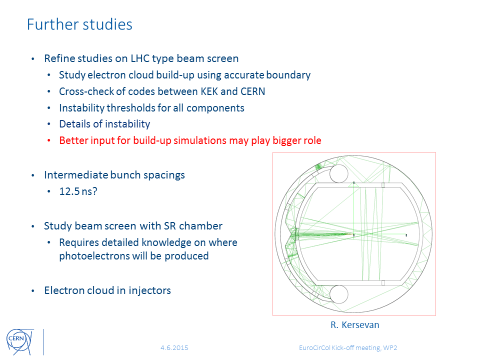 Further studies
• Refine studies on LHC type beam screen
• Study electron cloud build-up using accurate boundary
• Cross-check of codes between KEK and CERN
• Instability thresholds for all components
• Details of instability
• Better input for build-up simulations may play bigger role
• Intermediate bunch spacings
• 12.5 ns?
• Study beam screen with SR chamber
• Requires detailed knowledge on where
photoelectrons will be produced
• Electron cloud in injectors
R. Kersevan
CERN
4.6.2015
EuroCirCol Kick-off meeting, WP2